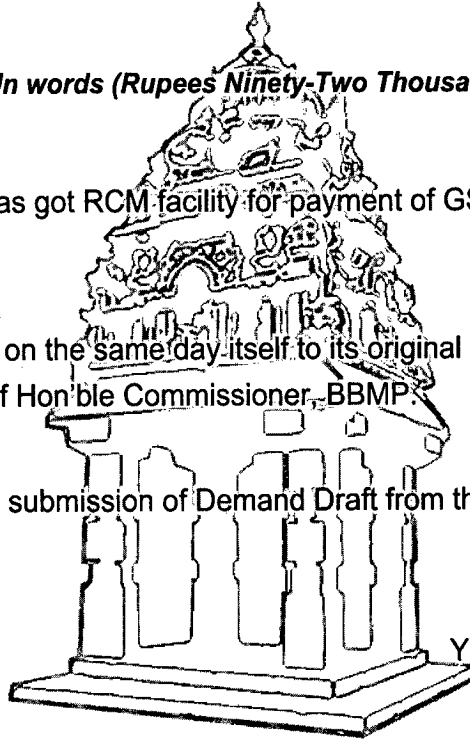 In words (Rupees Ninety-Two Thousa
as got RCM facility for payment of GS
on the same day itself to its original
f Hon'ble Commissioner, BBMP.
submission of Demand Draft from th
Y